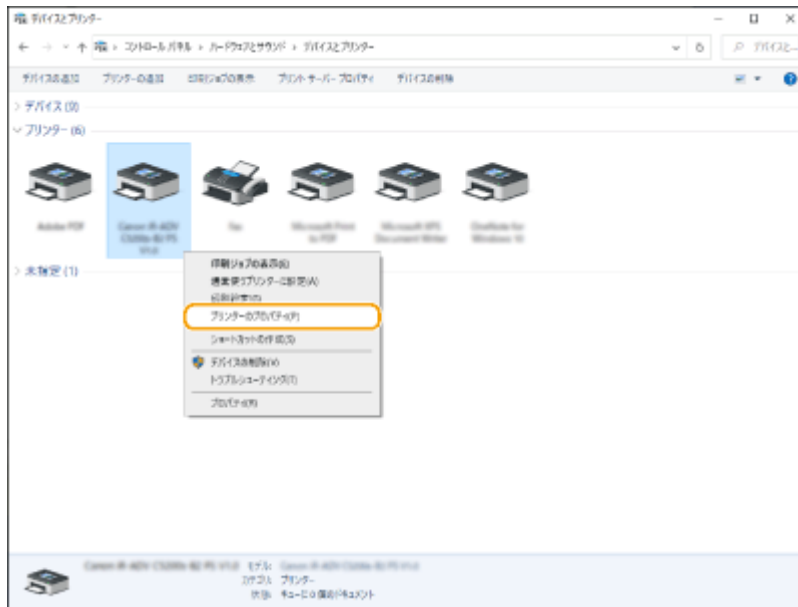 デバイスとプリンター
コントロール パネル › ハードウェアとサウンド › デバイスとプリンター
デバイスの追加 プリンターの追加 印刷ジョブの表示 プリント サーバー プロパティ デバイスの削除
デバイス (9)
プリンター (6)
Adobe PDF
Fax
Microsoft Print to PDF
Microsoft XPS Document Writer
OneNote for Windows 10
未指定 (1)
印刷ジョブの表示(E)
通常使うプリンターに設定(A)
印刷設定(G)
プリンターのプロパティ(P)
ショートカットの作成(S)
デバイスの削除(V)
トラブルシューティング(T)
プロパティ(R)
モデル:
カテゴリ: プリンター
状態: キューに 0 個のドキュメント